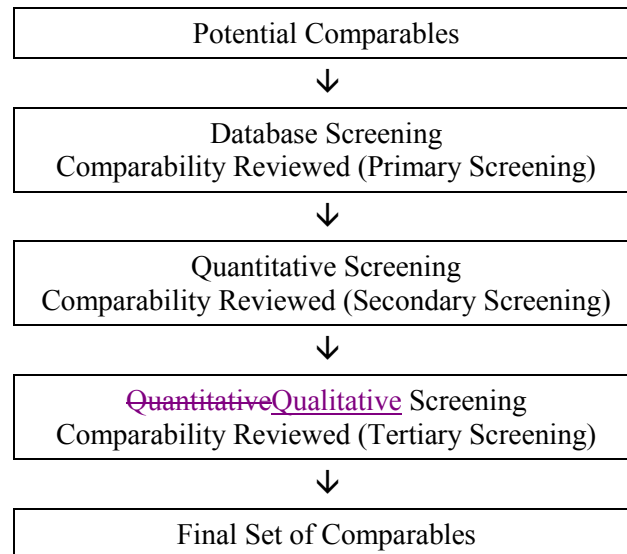 Potential Comparables
↓
Database Screening
Comparability Reviewed (Primary Screening)
↓
Quantitative Screening
Comparability Reviewed (Secondary Screening)
↓
QuantitativeQualitative Screening
Comparability Reviewed (Tertiary Screening)
↓
Final Set of Comparables